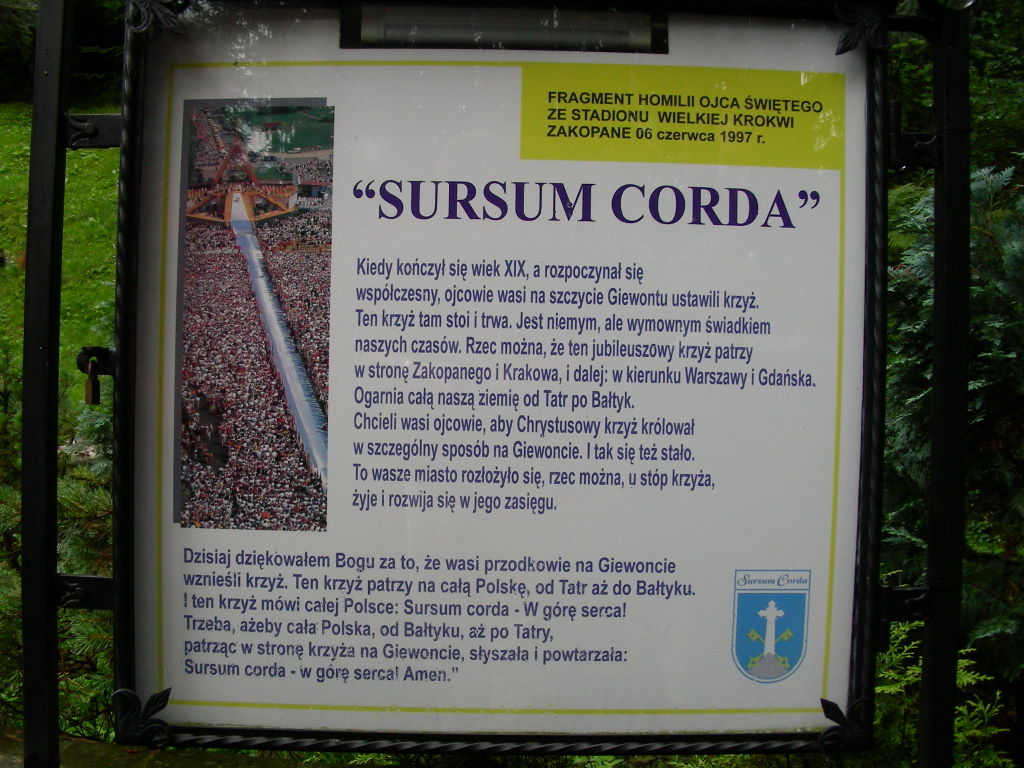 FRAGMENT HOMILII OJCA ŚWIĘTEGO
ZE STADIONU WIELKIEJ KROKWI
ZAKOPANE 06 czerwca 1997 r.
“SURSUM CORDA”
Kiedy kończył się wiek XIX, a rozpoczynał się
współczesny, ojcowie wasi na szczycie Giewontu ustawili krzyż.
Ten krzyż tam stoi i trwa. Jest niemym, ale wymownym świadkiem
naszych czasów. Rzec można, że ten jubileuszowy krzyż patrzy
w stronę Zakopanego i Krakowa, i dalej: w kierunku Warszawy i Gdańska.
Ogarnia całą naszą ziemię od Tatr po Bałtyk.
Chcieli wasi ojcowie, aby Chrystusowy krzyż królował
w szczególny sposób na Giewoncie. I tak się też stało.
To wasze miasto rozłożyło się, rzec można, u stóp krzyża,
żyje i rozwija się w jego zasięgu.
Dzisiaj dziękowałem Bogu za to, że wasi przodkowie na Giewoncie
wznieśli krzyż. Ten krzyż patrzy na całą Polskę, od Tatr aż do Bałtyku.
I ten krzyż mówi całej Polsce: Sursum corda - W górę serca!
Trzeba, ażeby cała Polska, od Bałtyku, aż po Tatry,
patrząc w stronę krzyża na Giewoncie, słyszała i powtarzała:
Sursum corda - w górę serca! Amen.”
Sursum Corda